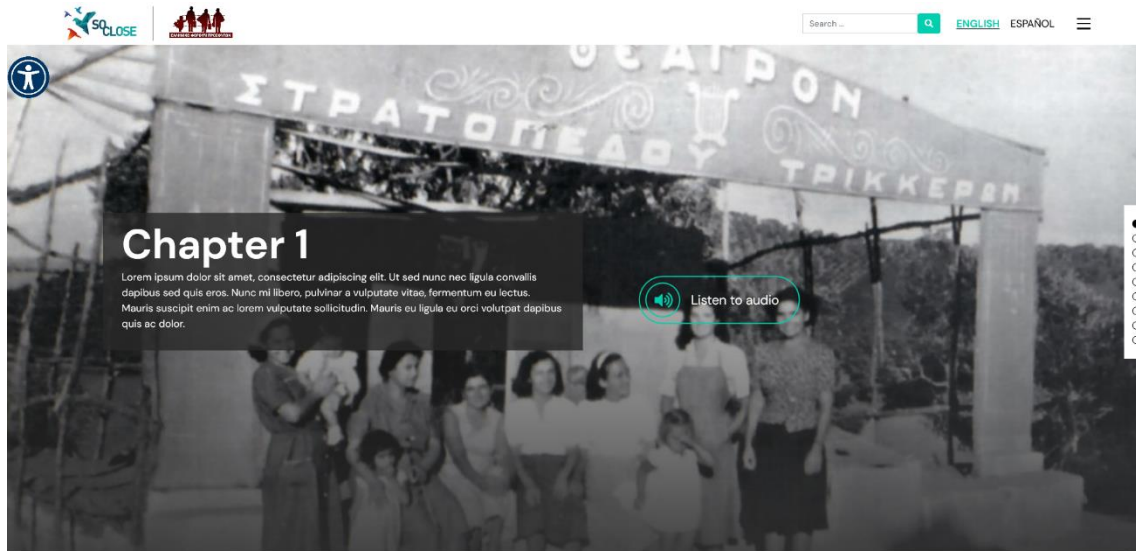 SO CLOSE
Search ...
ENGLISH ESPAÑOL
ΘΕΑΤΡΟΝ
ΣΤΡΑΤΟΠΕΔΟΥ ΤΡΙΚΚΕΡΩΝ
Chapter 1
Lorem ipsum dolor sit amet, consectetur adipiscing elit. Ut sed nunc nec ligula convallis
dapibus sed quis eros. Nunc mi libero, pulvinar a vulputate vitae, fermentum eu lectus.
Mauris suscipit enim ac lorem vulputate sollicitudin. Mauris eu ligula eu orci volutpat dapibus
quis ac dolor.
Listen to audio